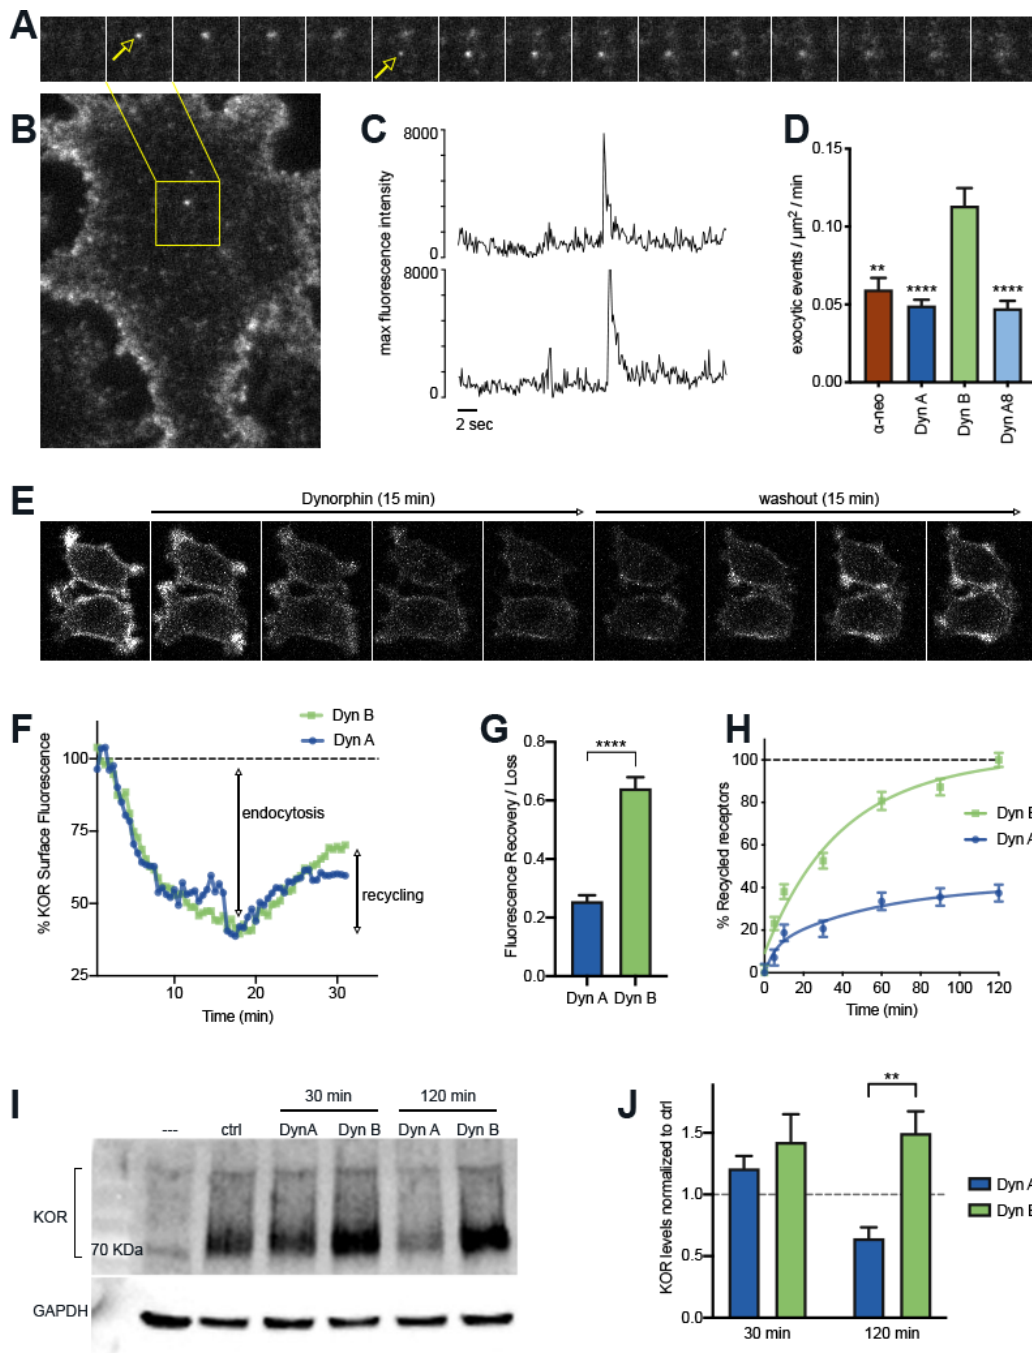 A
B
C
8000
0
8000
0
max fluorescence intensity
2 sec
D
0.15
0.10
0.05
0.00
exocytic events / μm² / min
**
****
****
α-neo
Dyn A
Dyn B
Dyn A8
E
Dynorphin (15 min)
washout (15 min)
F
Dyn B
Dyn A
100
75
50
25
% KOR Surface Fluorescence
endocytosis
recycling
10
20
30
Time (min)
G
0.8
0.6
0.4
0.2
0.0
Fluorescence Recovery / Loss
****
Dyn A
Dyn B
H
100
80
60
40
20
0
% Recycled receptors
Dyn B
Dyn A
0
20
40
60
80
100
120
Time (min)
I
30 min
120 min
---
ctrl
DynA
Dyn B
Dyn A
Dyn B
KOR
70 KDa
GAPDH
J
**
1.5
1.0
0.5
0.0
KOR levels normalized to ctrl
Dyn A
Dyn B
30 min
120 min